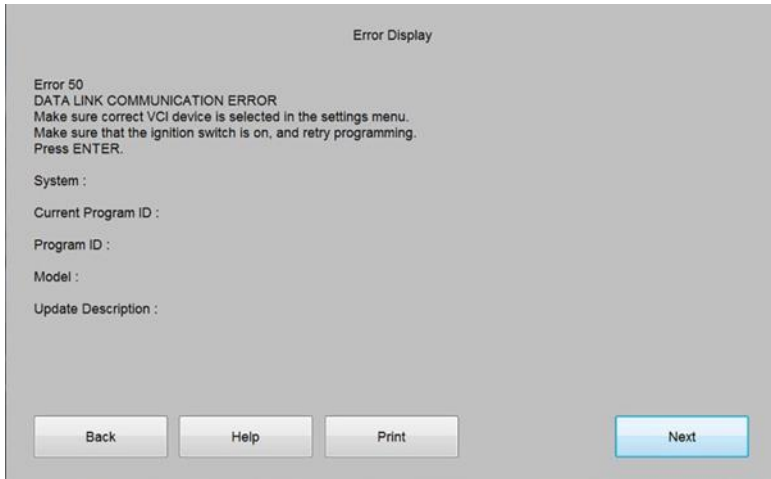 Error Display
Error 50
DATA LINK COMMUNICATION ERROR
Make sure correct VCI device is selected in the settings menu.
Make sure that the ignition switch is on, and retry programming.
Press ENTER.
System :
Current Program ID :
Program ID :
Model :
Update Description :
Back Help Print Next